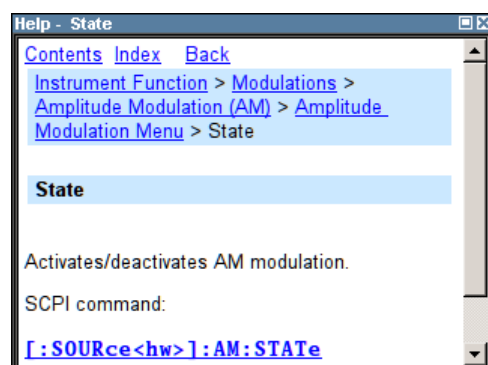 Help - State
Contents Index Back
Instrument Function > Modulations >
Amplitude Modulation (AM) > Amplitude
Modulation Menu > State
State
Activates/deactivates AM modulation.
SCPI command:
[:SOURce<hw>]:AM:STATe